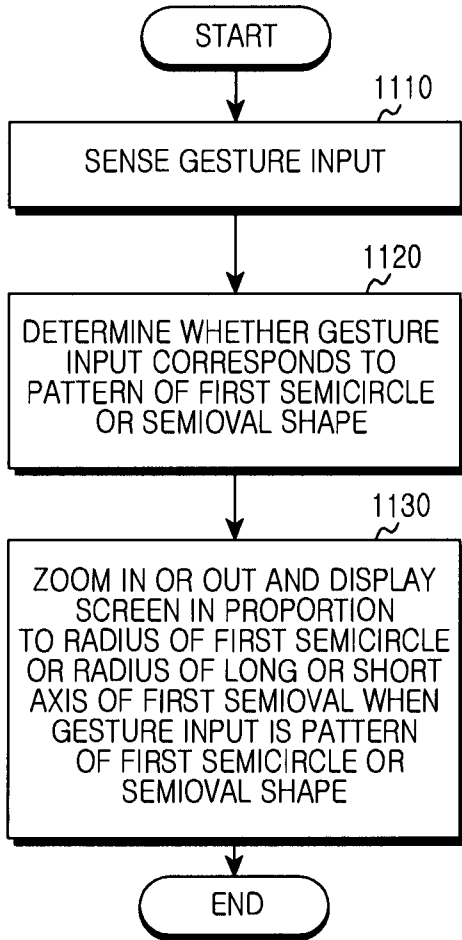 START
1110
SENSE GESTURE INPUT
1120
DETERMINE WHETHER GESTURE
INPUT CORRESPONDS TO
PATTERN OF FIRST SEMICIRCLE
OR SEMIOVAL SHAPE
1130
ZOOM IN OR OUT AND DISPLAY
SCREEN IN PROPORTION
TO RADIUS OF FIRST SEMICIRCLE
OR RADIUS OF LONG OR SHORT
AXIS OF FIRST SEMIOVAL WHEN
GESTURE INPUT IS PATTERN
OF FIRST SEMICIRCLE OR
SEMIOVAL SHAPE
END